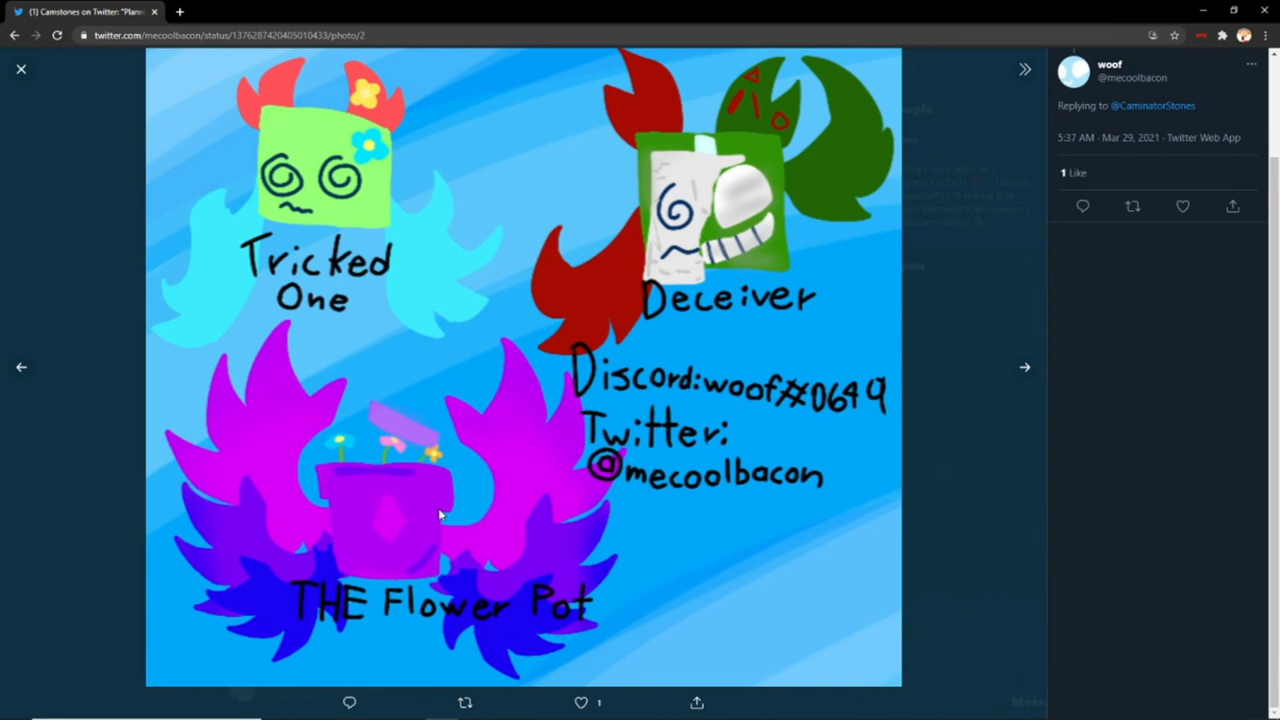 (1) Camstones on Twitter: "Plann
twitter.com/mecoolbacon/status/1376287420405010433/photo/2
woof
@mecoolbacon
Replying to @CaminatorStones
5:37 AM · Mar 29, 2021 · Twitter Web App
1 Like
Tricked
One
Deceiver
Discord:woof#0649
Twitter:
@mecoolbacon
THE Flower Pot
1